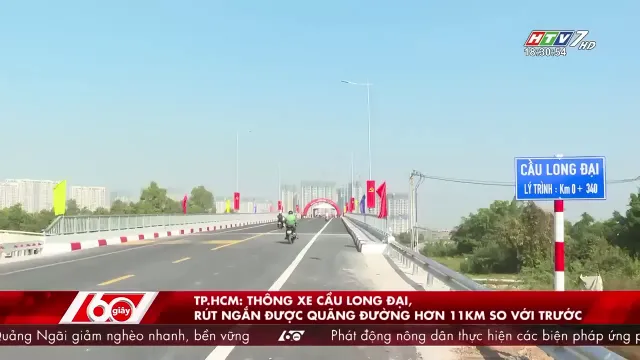 HTV7 HD
18:30:54
CẦU LONG ĐẠI
LÝ TRÌNH : Km 0 + 340
60 giây
TP.HCM: THÔNG XE CẦU LONG ĐẠI,
RÚT NGẮN ĐƯỢC QUÃNG ĐƯỜNG HƠN 11KM SO VỚI TRƯỚC
Quảng Ngãi giảm nghèo nhanh, bền vững
Phát động nông dân thực hiện các biện pháp ứng p